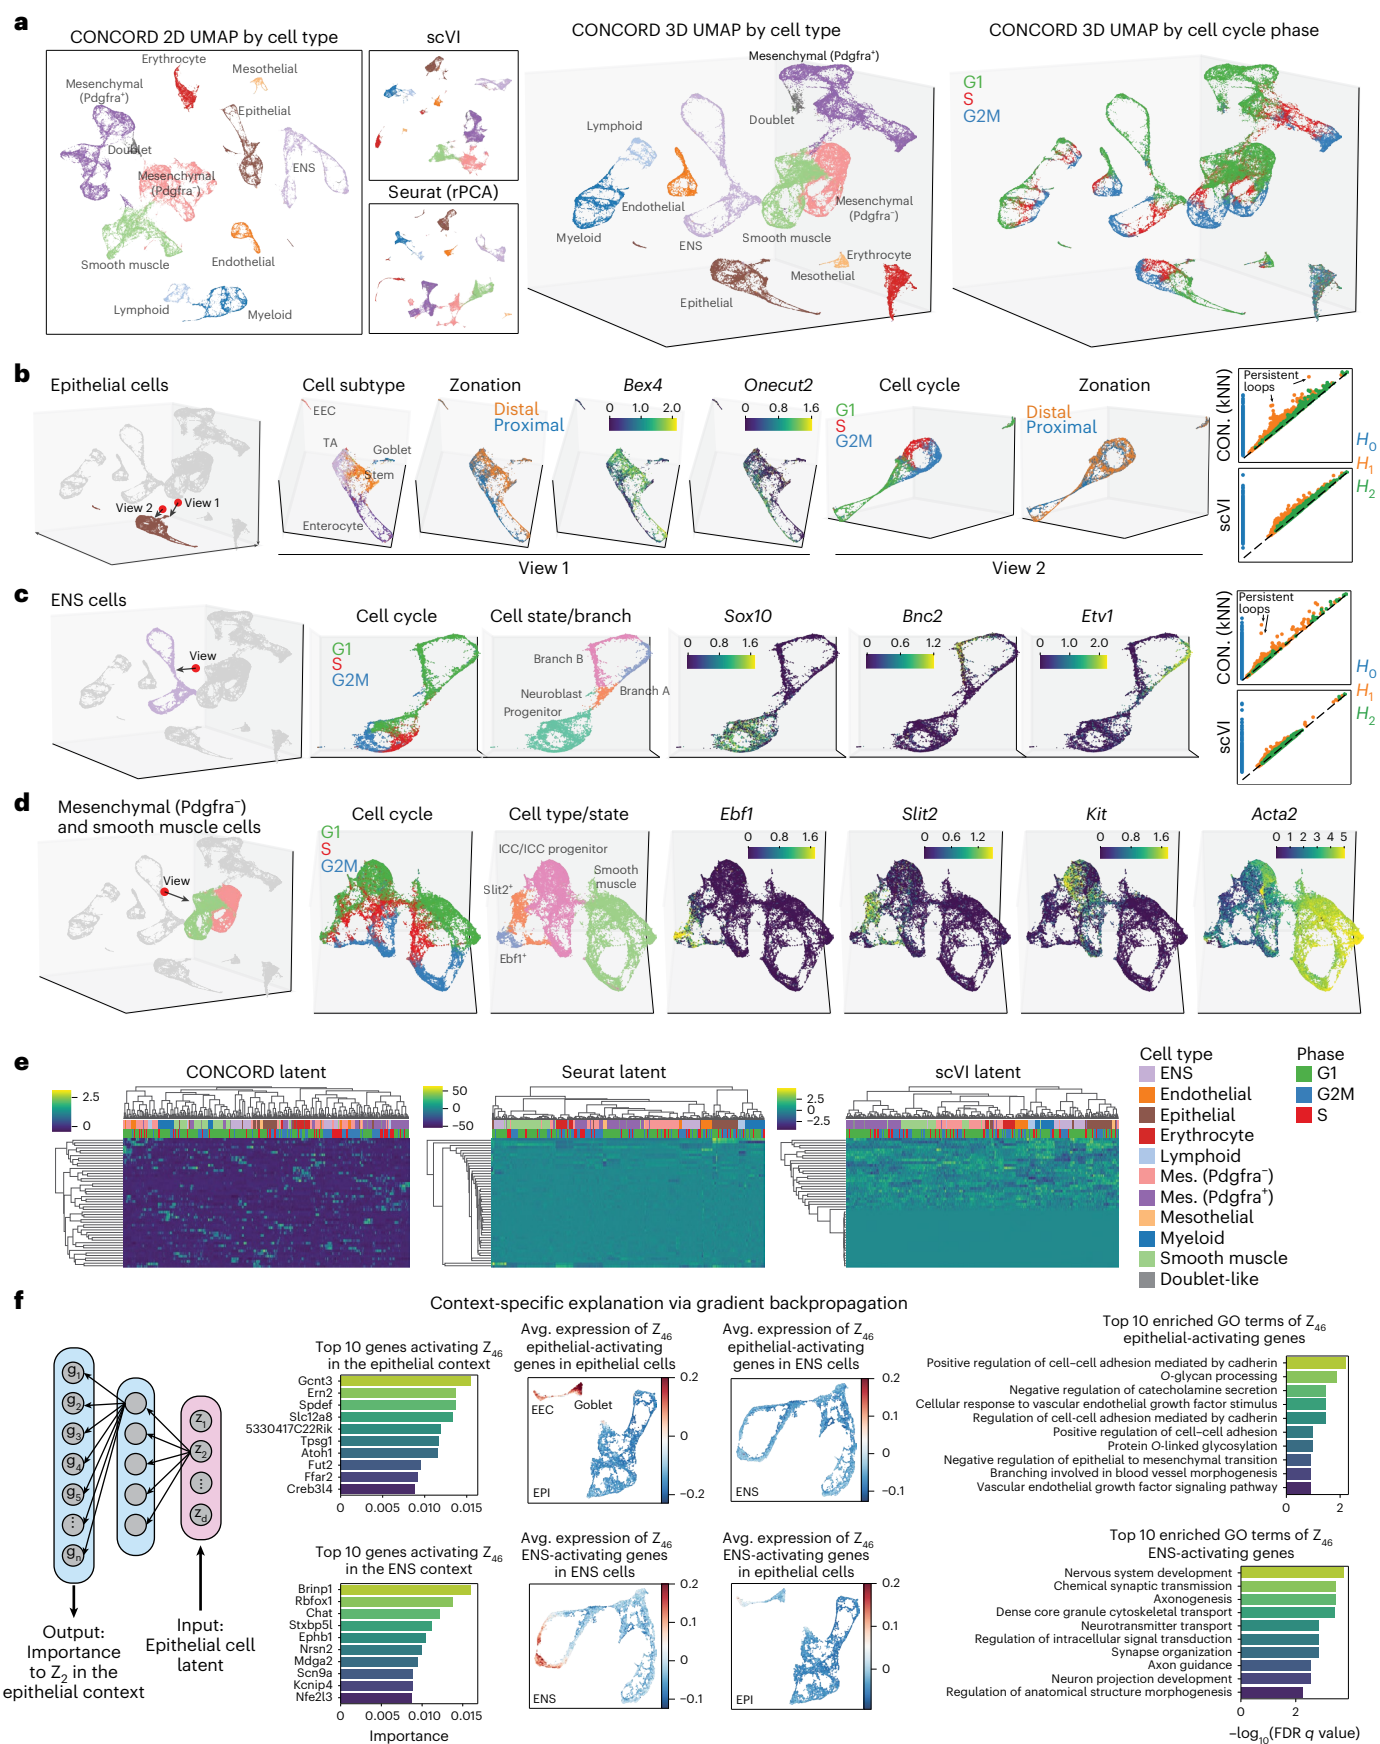 a
CONCORD 2D UMAP by cell type
Erythrocyte
Mesothelial
Mesenchymal
(Pdgfra⁺)
Epithelial
Doublet
ENS
Mesenchymal
(Pdgfra⁻)
Smooth muscle
Endothelial
Lymphoid
Myeloid
scVI
Seurat (rPCA)
CONCORD 3D UMAP by cell type
Mesenchymal (Pdgfra⁺)
Doublet
Lymphoid
Endothelial
Mesenchymal
(Pdgfra⁻)
Myeloid
ENS
Smooth muscle
Erythrocyte
Mesothelial
Epithelial
CONCORD 3D UMAP by cell cycle phase
G1
S
G2M
b
Epithelial cells
View 2
View 1
Cell subtype
EEC
TA
Goblet
Stem
Enterocyte
Zonation
Distal
Proximal
Bex4
0 1.0 2.0
Onecut2
0 0.8 1.6
View 1
Cell cycle
G1
S
G2M
Zonation
Distal
Proximal
View 2
CON. (kNN)
Persistent
loops
scVI
H₀
H₁
H₂
c
ENS cells
View
Cell cycle
G1
S
G2M
Cell state/branch
Branch B
Branch A
Neuroblast
Progenitor
Sox10
0 0.8 1.6
Bnc2
0 0.6 1.2
Etv1
0 1.0 2.0
CON. (kNN)
Persistent
loops
scVI
H₀
H₁
H₂
d
Mesenchymal (Pdgfra⁻)
and smooth muscle cells
View
Cell cycle
G1
S
G2M
Cell type/state
ICC/ICC progenitor
Smooth
muscle
Slit2⁺
Ebf1⁺
Ebf1
0 0.8 1.6
Slit2
0 0.6 1.2
Kit
0 0.8 1.6
Acta2
0 1 2 3 4 5
e
CONCORD latent
2.5
0
Seurat latent
50
0
−50
scVI latent
2.5
0
−2.5
Cell type
ENS
Endothelial
Epithelial
Erythrocyte
Lymphoid
Mes. (Pdgfra⁻)
Mes. (Pdgfra⁺)
Mesothelial
Myeloid
Smooth muscle
Doublet-like
Phase
G1
G2M
S
f
Context-specific explanation via gradient backpropagation
g₁
g₂
g₃
g₄
g₅
⋮
gₙ
z₁
z₂
⋮
z_d
Output:
Importance
to Z₂ in the
epithelial context
Input:
Epithelial cell
latent
Top 10 genes activating Z₄₆
in the epithelial context
Gcnt3
Ern2
Spdef
Slc12a8
5330417C22Rik
Tpsg1
Atoh1
Fut2
Ffar2
Creb3l4
0 0.005 0.010 0.015
Avg. expression of Z₄₆
epithelial-activating
genes in epithelial cells
EEC
Goblet
EPI
0.2
0
−0.2
Avg. expression of Z₄₆
epithelial-activating
genes in ENS cells
ENS
0.2
0.1
0
−0.1
Top 10 enriched GO terms of Z₄₆
epithelial-activating genes
Positive regulation of cell–cell adhesion mediated by cadherin
O-glycan processing
Negative regulation of catecholamine secretion
Cellular response to vascular endothelial growth factor stimulus
Regulation of cell-cell adhesion mediated by cadherin
Positive regulation of cell–cell adhesion
Protein O-linked glycosylation
Negative regulation of epithelial to mesenchymal transition
Branching involved in blood vessel morphogenesis
Vascular endothelial growth factor signaling pathway
0 2
Top 10 genes activating Z₄₆
in the ENS context
Brinp1
Rbfox1
Chat
Stxbp5l
Ephb1
Nrsn2
Mdga2
Scn9a
Kcnip4
Nfe2l3
0 0.005 0.010 0.015
Importance
Avg. expression of Z₄₆
ENS-activating genes
in ENS cells
ENS
0.2
0.1
0
−0.1
Avg. expression of Z₄₆
ENS-activating genes
in epithelial cells
EPI
0.2
0
Top 10 enriched GO terms of Z₄₆
ENS-activating genes
Nervous system development
Chemical synaptic transmission
Axonogenesis
Dense core granule cytoskeletal transport
Neurotransmitter transport
Regulation of intracellular signal transduction
Synapse organization
Axon guidance
Neuron projection development
Regulation of anatomical structure morphogenesis
0 2
−log₁₀(FDR q value)